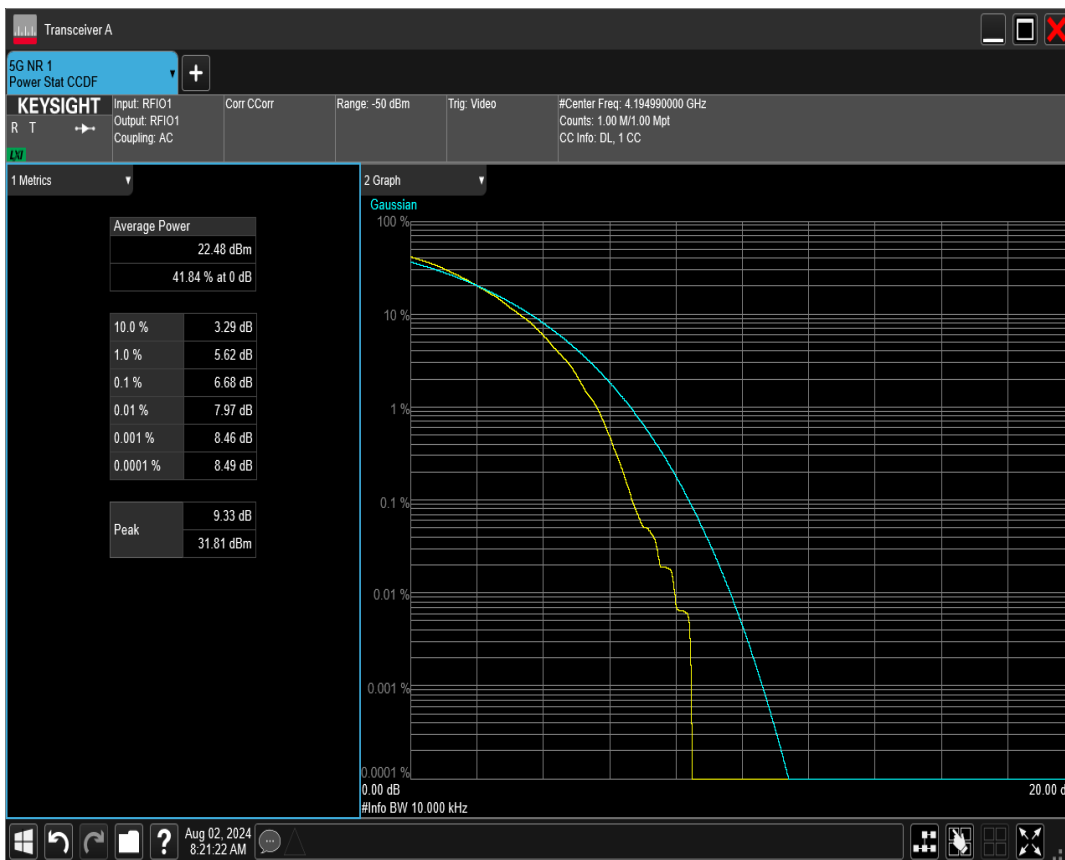 Transceiver A
5G NR 1
Power Stat CCDF
+
KEYSIGHT
R T
LXI
Input: RFIO1
Output: RFIO1
Coupling: AC
Corr CCorr
Range: -50 dBm
Trig: Video
#Center Freq: 4.194990000 GHz
Counts: 1.00 M/1.00 Mpt
CC Info: DL, 1 CC
1 Metrics
Average Power
22.48 dBm
41.84 % at 0 dB
10.0 % 3.29 dB
1.0 % 5.62 dB
0.1 % 6.68 dB
0.01 % 7.97 dB
0.001 % 8.46 dB
0.0001 % 8.49 dB
Peak 9.33 dB
31.81 dBm
2 Graph
Gaussian
100 %
10 %
1 %
0.1 %
0.01 %
0.001 %
0.0001 %
0.00 dB 20.00 d
#Info BW 10.000 kHz
?
Aug 02, 2024
8:21:22 AM